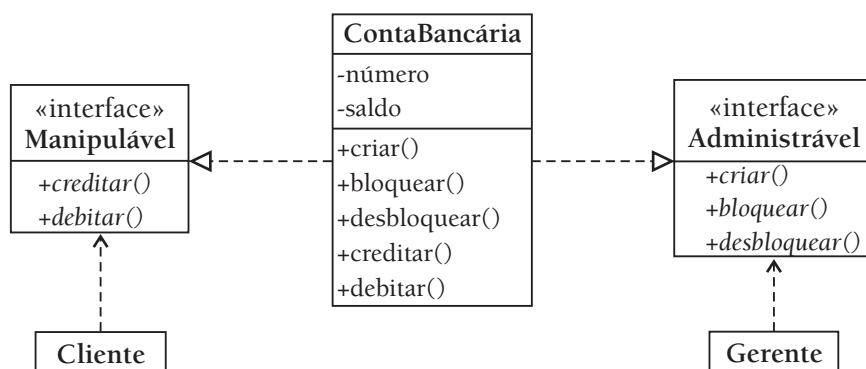 ContaBancária
-número
-saldo
+criar()
+bloquear()
+desbloquear()
+creditar()
+debitar()
«interface»
Manipulável
+creditar()
+debitar()
Cliente
«interface»
Administrável
+criar()
+bloquear()
+desbloquear()
Gerente